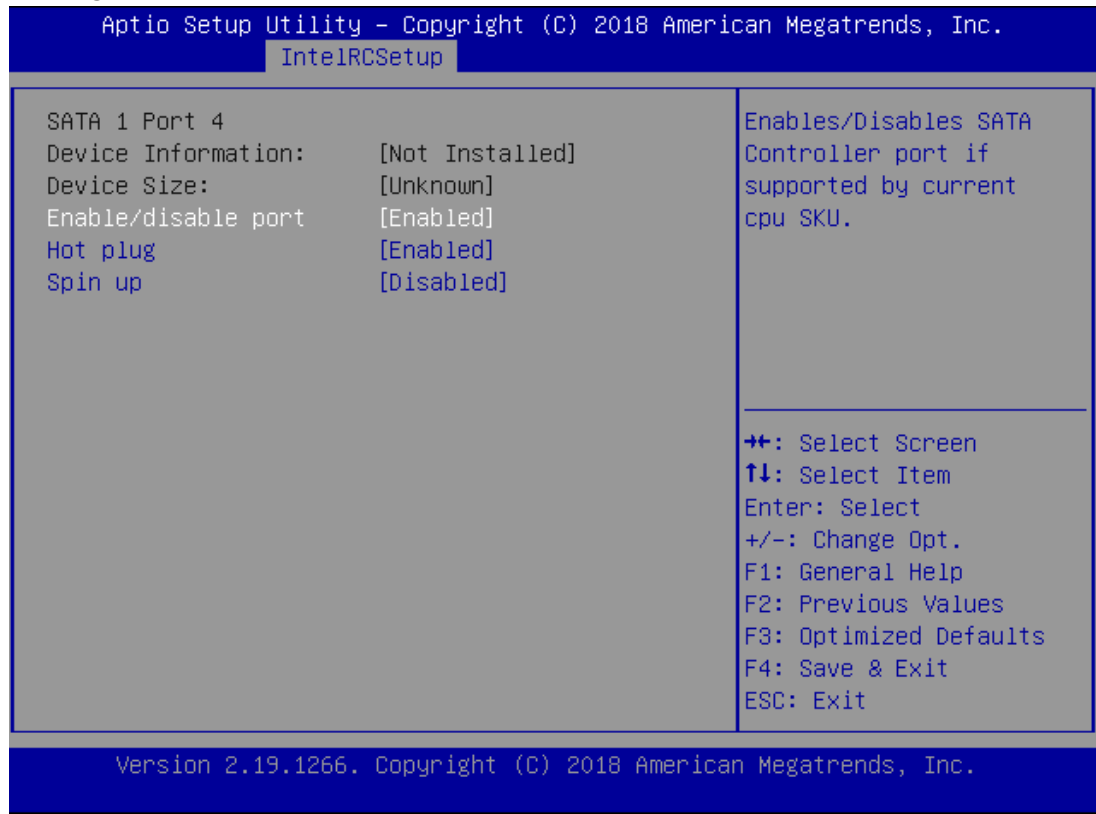 Aptio Setup Utility – Copyright (C) 2018 American Megatrends, Inc.
IntelRCSetup
SATA 1 Port 4
Device Information: [Not Installed]
Device Size: [Unknown]
Enable/disable port [Enabled]
Hot plug [Enabled]
Spin up [Disabled]
Enables/Disables SATA
Controller port if
supported by current
cpu SKU.
→←: Select Screen
↑↓: Select Item
Enter: Select
+/-: Change Opt.
F1: General Help
F2: Previous Values
F3: Optimized Defaults
F4: Save & Exit
ESC: Exit
Version 2.19.1266. Copyright (C) 2018 American Megatrends, Inc.